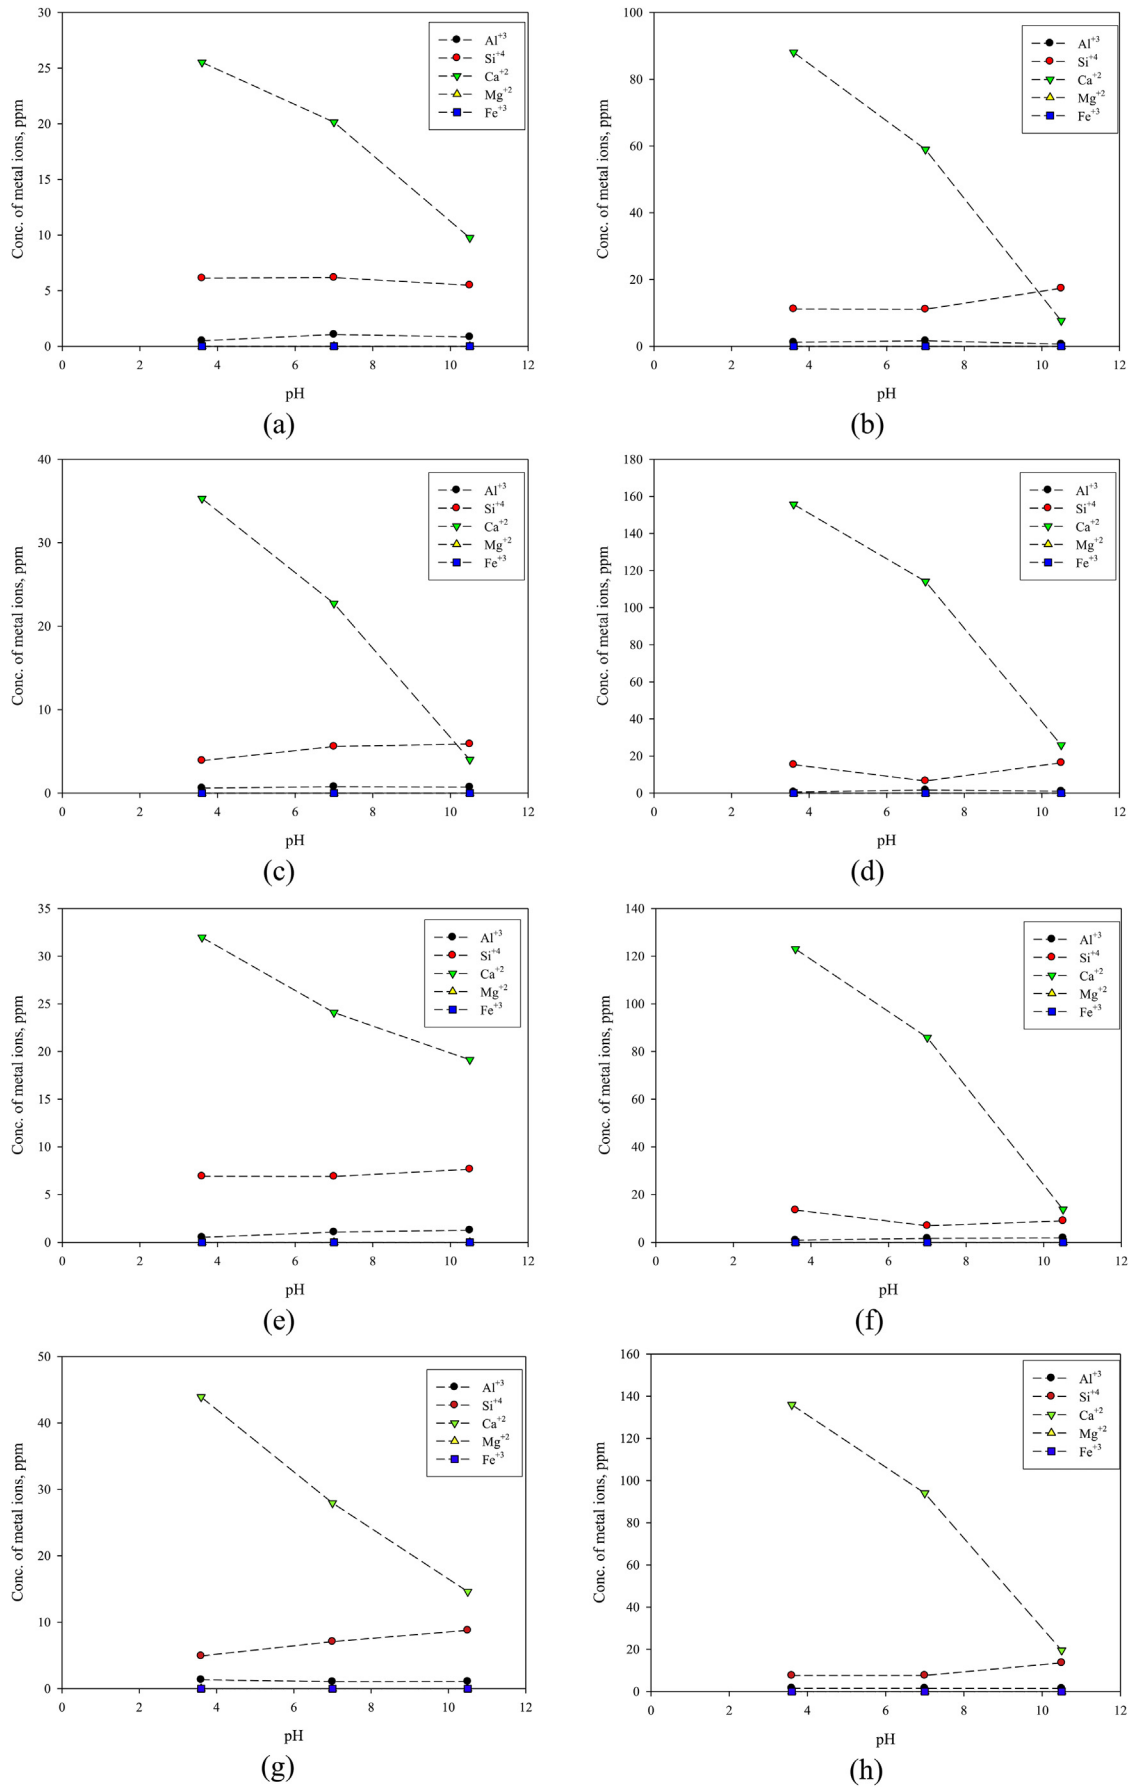 30
25
20
15
10
5
0
Conc. of metal ions, ppm
Al+3
Si+4
Ca+2
Mg+2
Fe+3
0 2 4 6 8 10 12
pH
(a)
100
80
60
40
20
0
Conc. of metal ions, ppm
Al+3
Si+4
Ca+2
Mg+2
Fe+3
0 2 4 6 8 10 12
pH
(b)
40
30
20
10
0
Conc. of metal ions, ppm
Al+3
Si+4
Ca+2
Mg+2
Fe+3
0 2 4 6 8 10 12
pH
(c)
180
160
140
120
100
80
60
40
20
0
Conc. of metal ions, ppm
Al+3
Si+4
Ca+2
Mg+2
Fe+3
0 2 4 6 8 10 12
pH
(d)
35
30
25
20
15
10
5
0
Conc. of metal ions, ppm
Al+3
Si+4
Ca+2
Mg+2
Fe+3
0 2 4 6 8 10 12
pH
(e)
140
120
100
80
60
40
20
0
Conc. of metal ions, ppm
Al+3
Si+4
Ca+2
Mg+2
Fe+3
0 2 4 6 8 10 12
pH
(f)
50
40
30
20
10
0
Conc. of metal ions, ppm
Al+3
Si+4
Ca+2
Mg+2
Fe+3
0 2 4 6 8 10 12
pH
(g)
160
140
120
100
80
60
40
20
0
Conc. of metal ions, ppm
Al+3
Si+4
Ca+2
Mg+2
Fe+3
0 2 4 6 8 10 12
pH
(h)